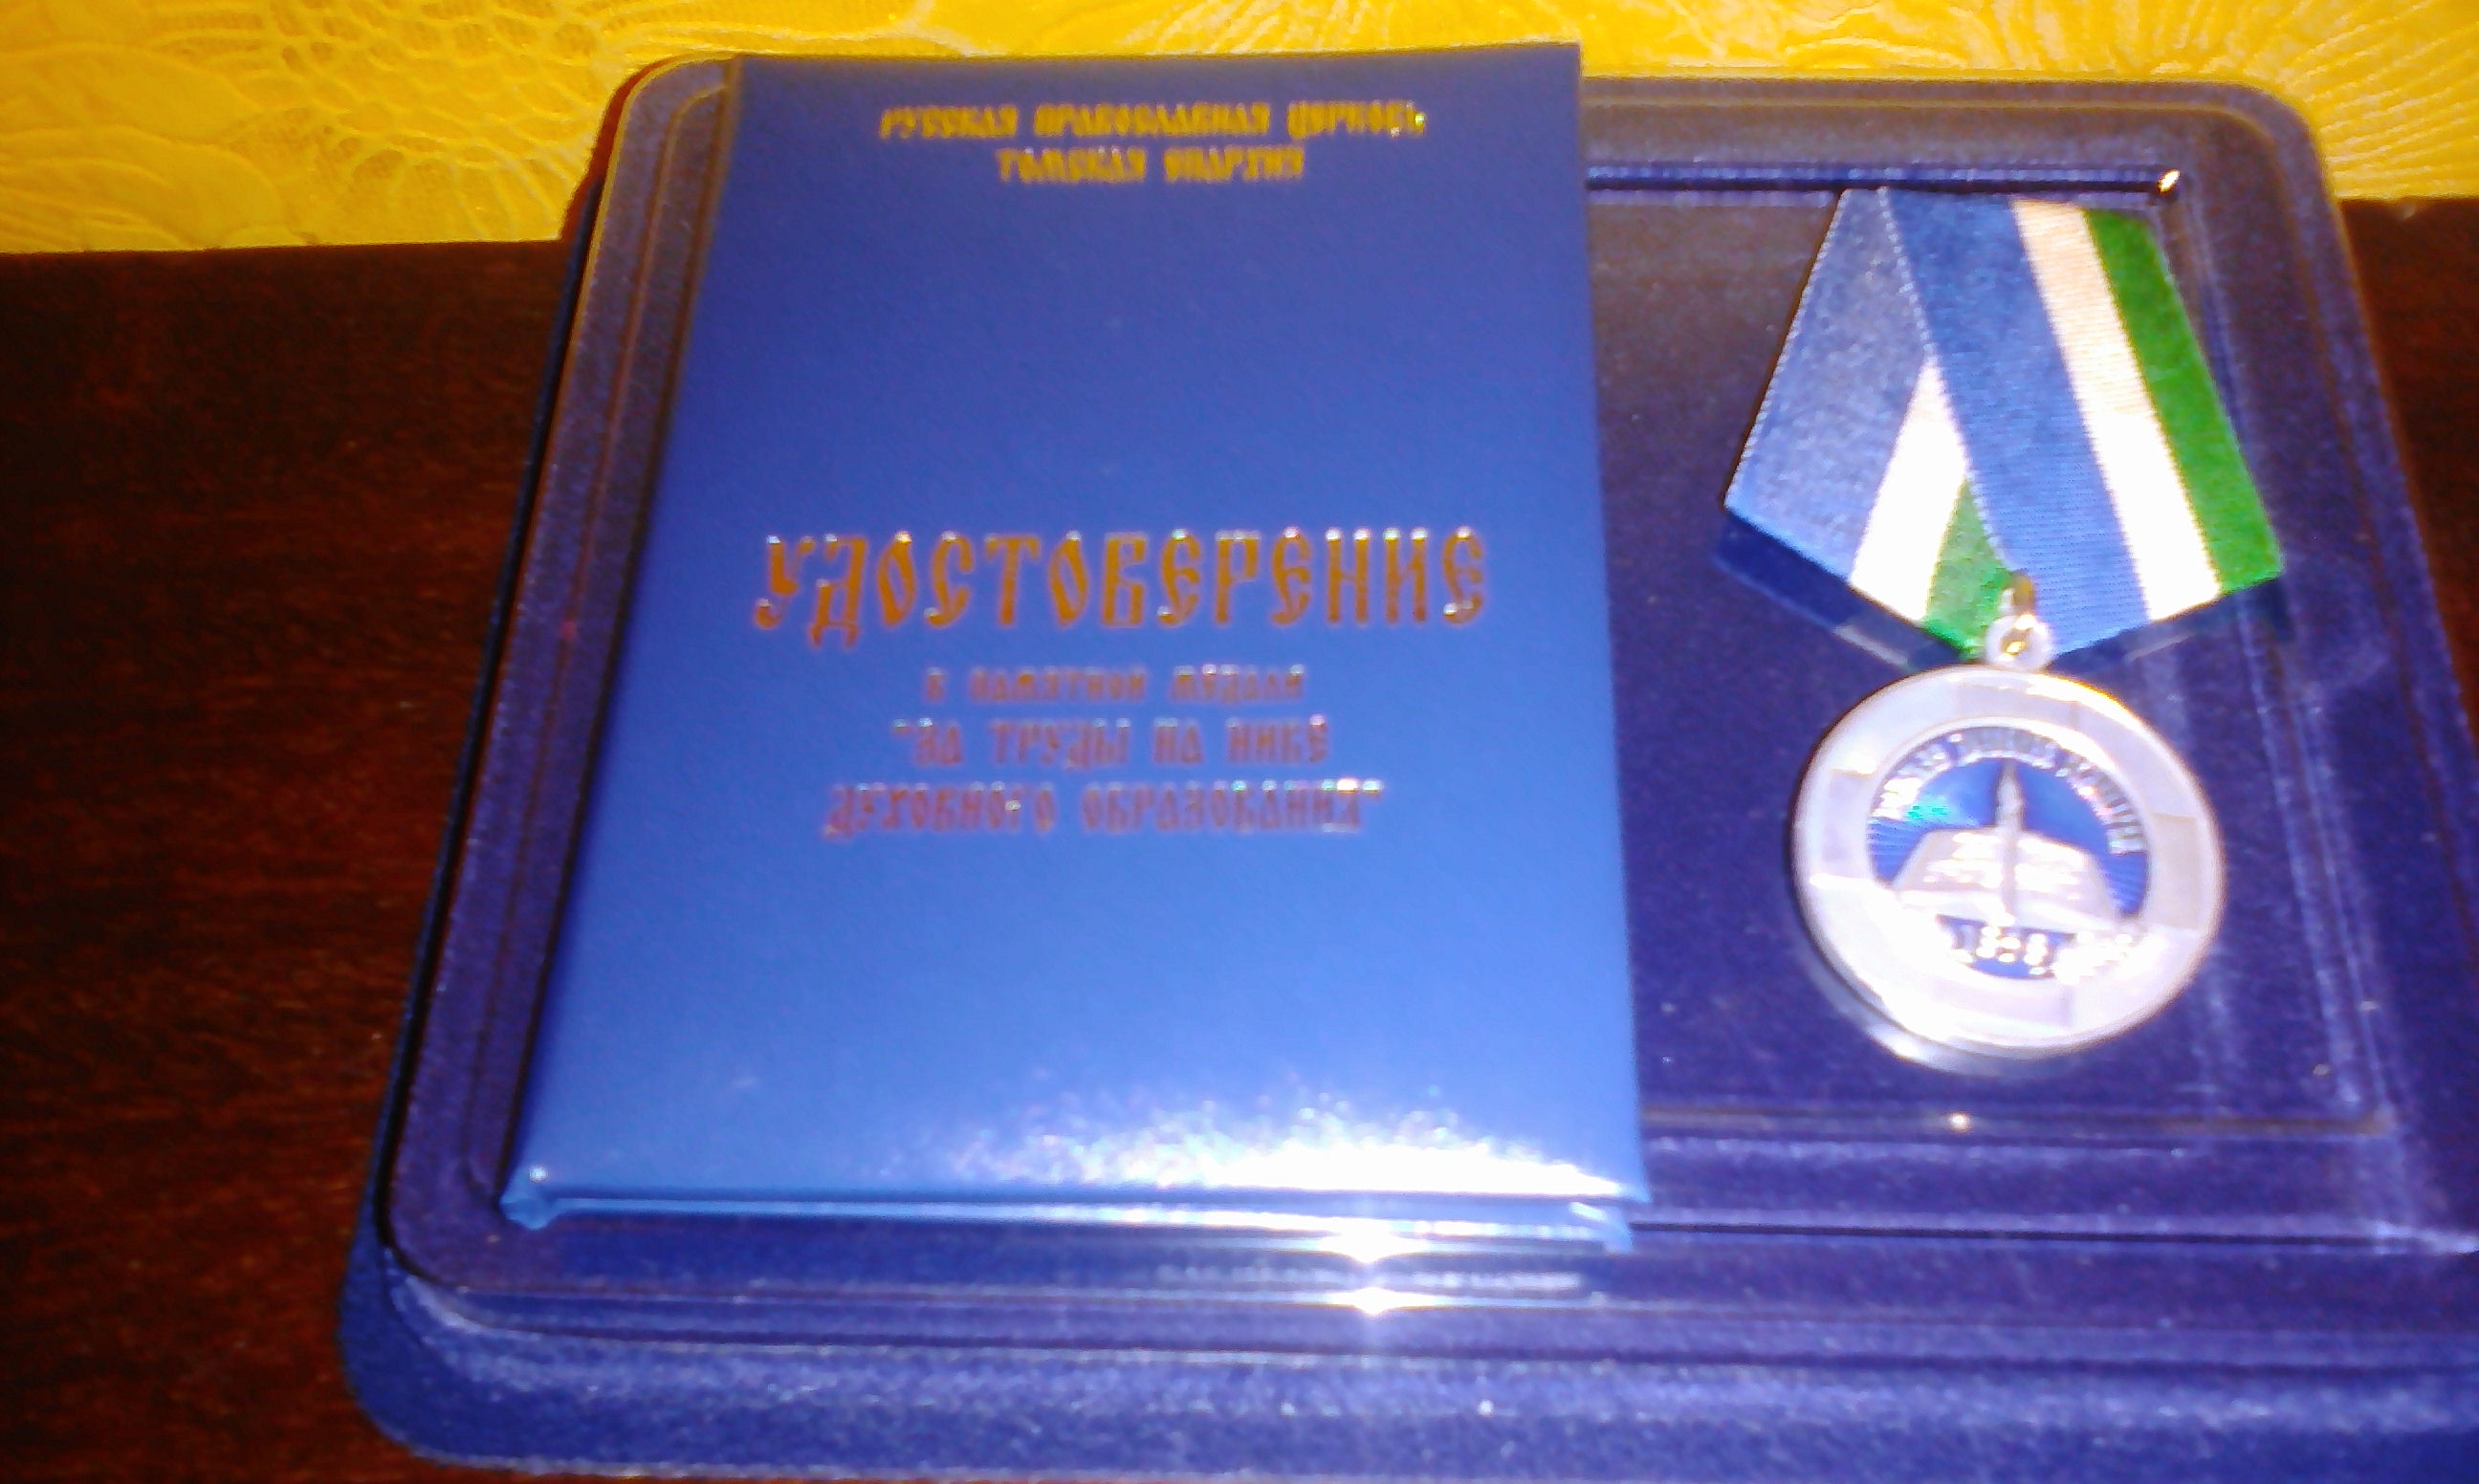 РУССКАЯ ПРАВОСЛАВНАЯ ЦЕРКОВЬ
ТОМСКАЯ ЕПАРХИЯ
УДОСТОВЕРЕНИЕ
К ПАМЯТНОЙ МЕДАЛИ
"ЗА ТРУДЫ НА НИВЕ
ДУХОВНОГО ОБРАЗОВАНИЯ"